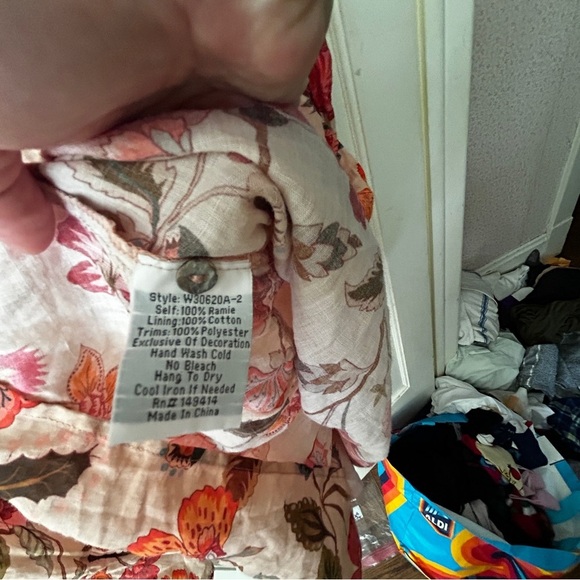 Style: W30620A-2
Self: 100% Ramie
Lining: 100% Cotton
Trims: 100% Polyester
Exclusive Of Decoration
Hand Wash Cold
No Bleach
Hang To Dry
Cool Iron If Needed
Rn# 149414
Made In China
ALDI